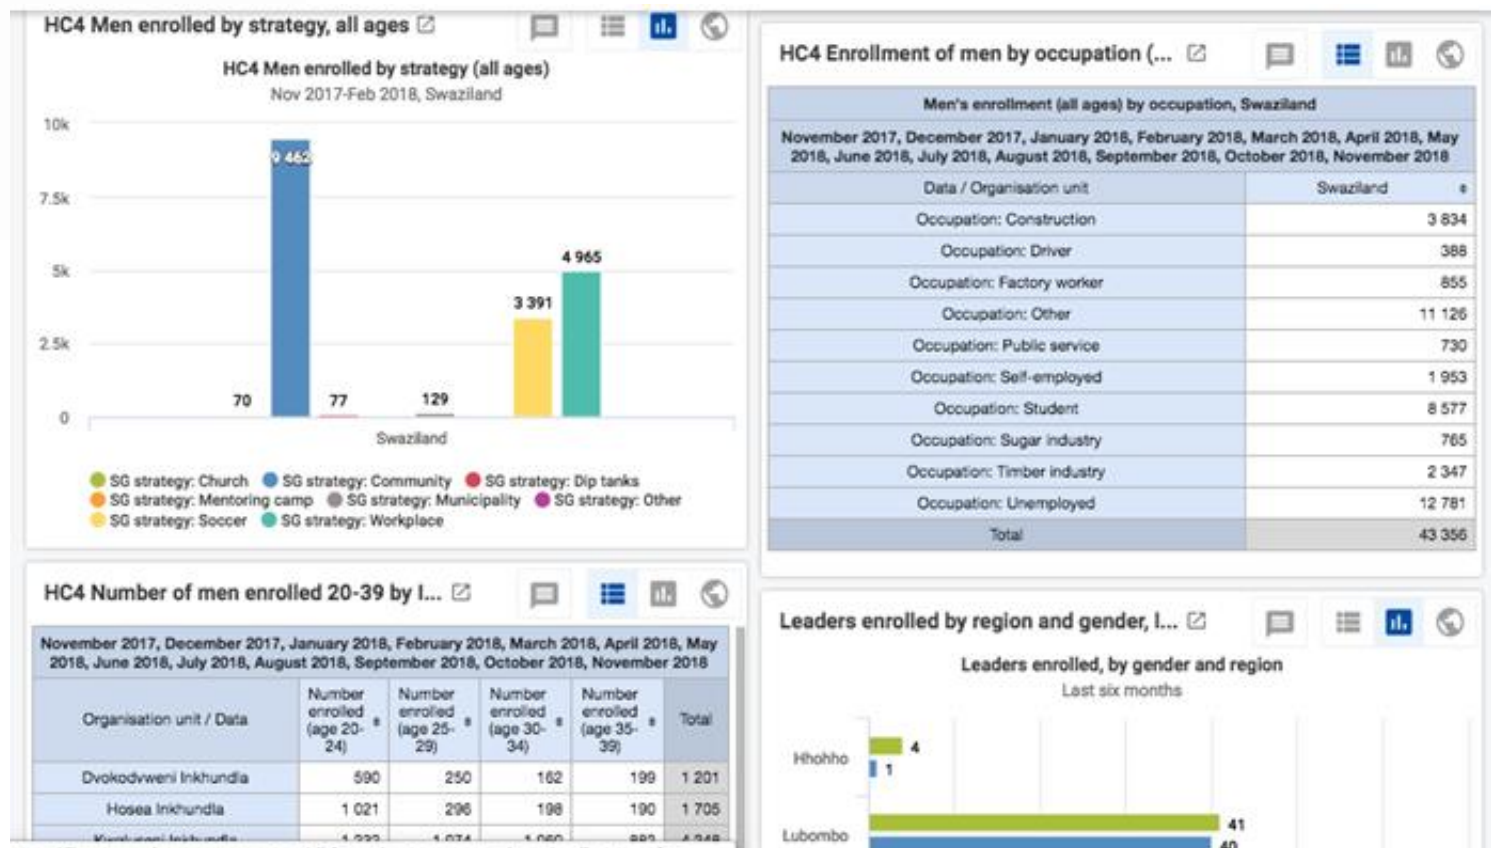 HC4 Men enrolled by strategy, all ages
HC4 Men enrolled by strategy (all ages)
Nov 2017-Feb 2018, Swaziland
10k
7.5k
5k
2.5k
0
70
9 462
77
129
3 391
4 965
Swaziland
SG strategy: Church SG strategy: Community SG strategy: Dip tanks
SG strategy: Mentoring camp SG strategy: Municipality SG strategy: Other
SG strategy: Soccer SG strategy: Workplace
HC4 Enrollment of men by occupation (...
Men's enrollment (all ages) by occupation, Swaziland
November 2017, December 2017, January 2018, February 2018, March 2018, April 2018, May
2018, June 2018, July 2018, August 2018, September 2018, October 2018, November 2018
Data / Organisation unit Swaziland
Occupation: Construction 3 834
Occupation: Driver 388
Occupation: Factory worker 855
Occupation: Other 11 126
Occupation: Public service 730
Occupation: Self-employed 1 953
Occupation: Student 8 577
Occupation: Sugar industry 765
Occupation: Timber industry 2 347
Occupation: Unemployed 12 781
Total 43 356
HC4 Number of men enrolled 20-39 by I...
November 2017, December 2017, January 2018, February 2018, March 2018, April 2018, May
2018, June 2018, July 2018, August 2018, September 2018, October 2018, November 2018
Organisation unit / Data
Number
enrolled
(age 20-
24)
Number
enrolled
(age 25-
29)
Number
enrolled
(age 30-
34)
Number
enrolled
(age 35-
39)
Total
Dvokodvweni Inkhundla 590 250 162 199 1 201
Hosea Inkhundla 1 021 296 198 190 1 705
Leaders enrolled by region and gender, l...
Leaders enrolled, by gender and region
Last six months
Hhohho
4
1
Lubombo
41
40